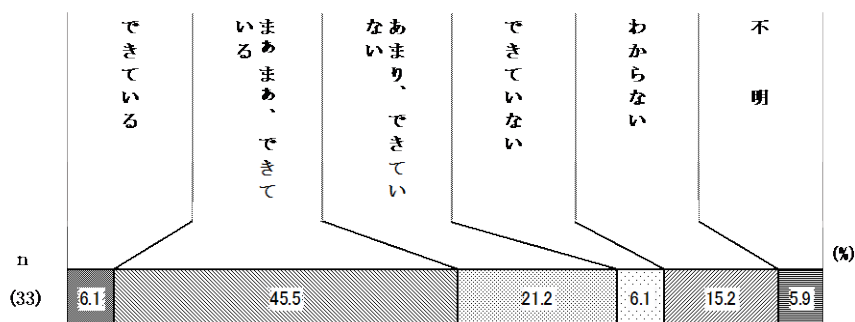 できている
まあまあ、できて
いる
あまり、できてい
ない
できていない
わからない
不明
n
(%)
(33)
6.1
45.5
21.2
6.1
15.2
5.9